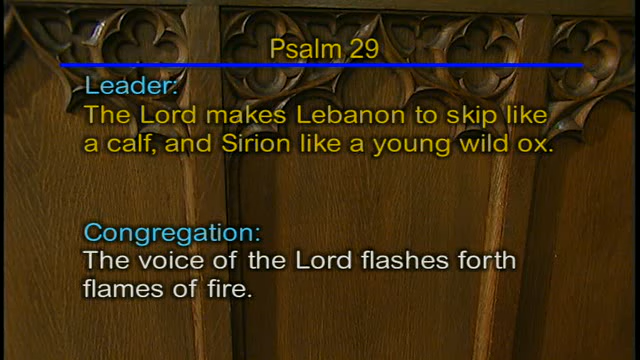 Psalm 29
Leader:
The Lord makes Lebanon to skip like
a calf, and Sirion like a young wild ox.
Congregation:
The voice of the Lord flashes forth
flames of fire.